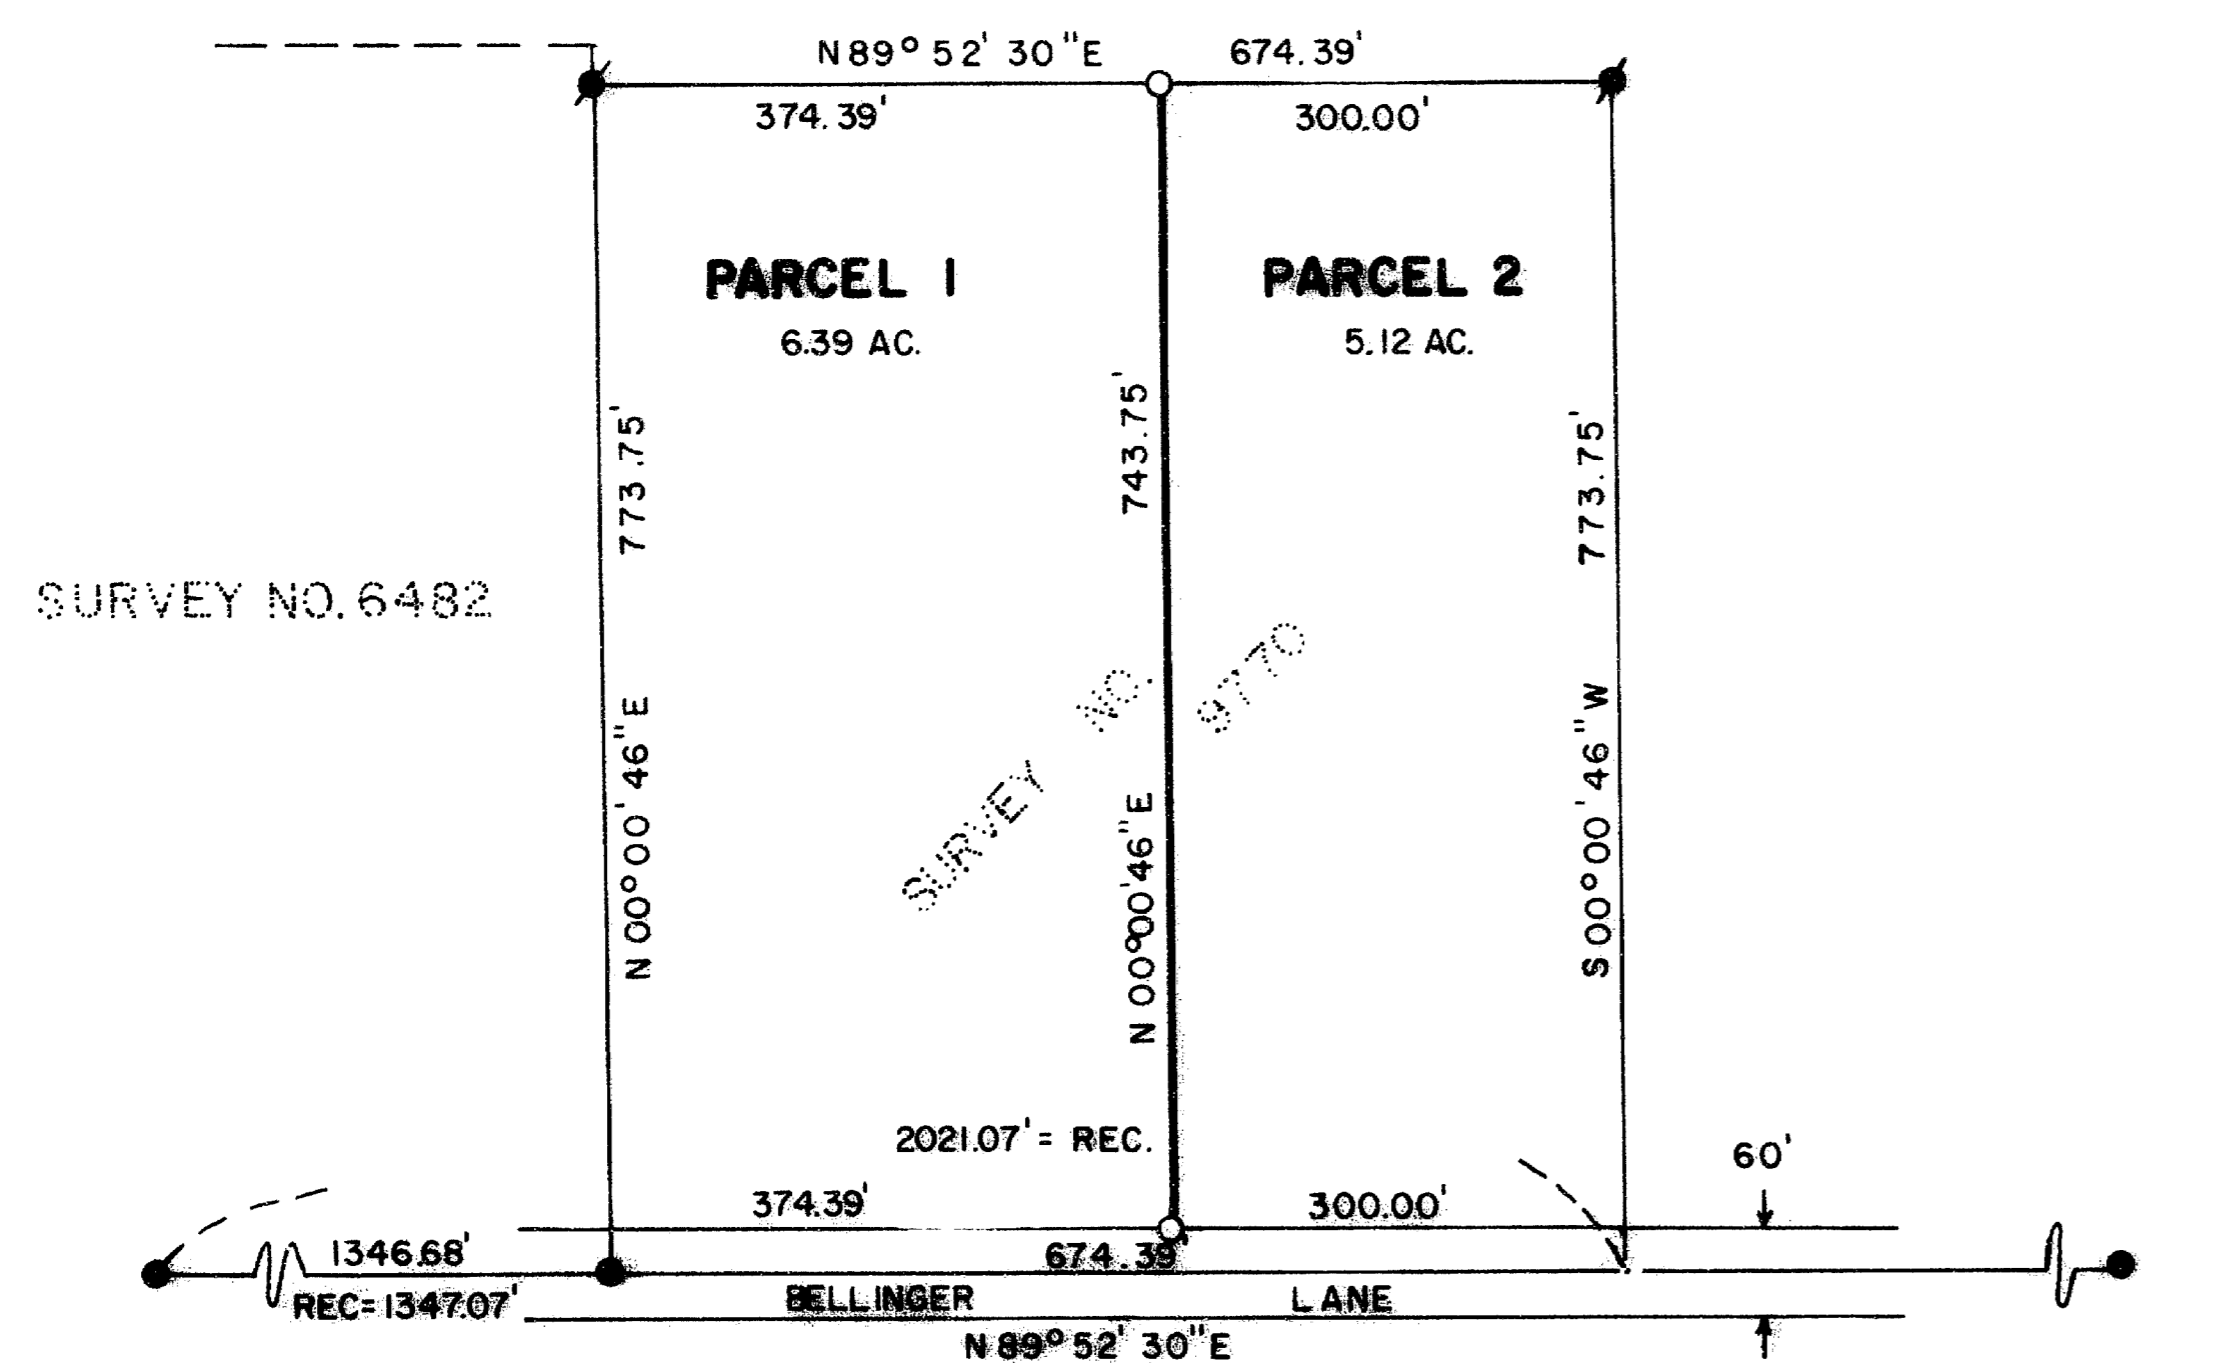 N 89° 52' 30" E 674.39'
374.39' 300.00'
PARCEL 1 PARCEL 2
6.39 AC. 5.12 AC.
773.75'
743.75'
773.75'
SURVEY NO. 6482
SURVEY NO. 9770
N 00° 00' 46" E
N 00° 00' 46" E
S 00° 00' 46" W
2021.07' = REC.
60'
374.39' 300.00'
1346.68' 674.39'
REC = 1347.07' BELLINGER LANE
N 89° 52' 30" E